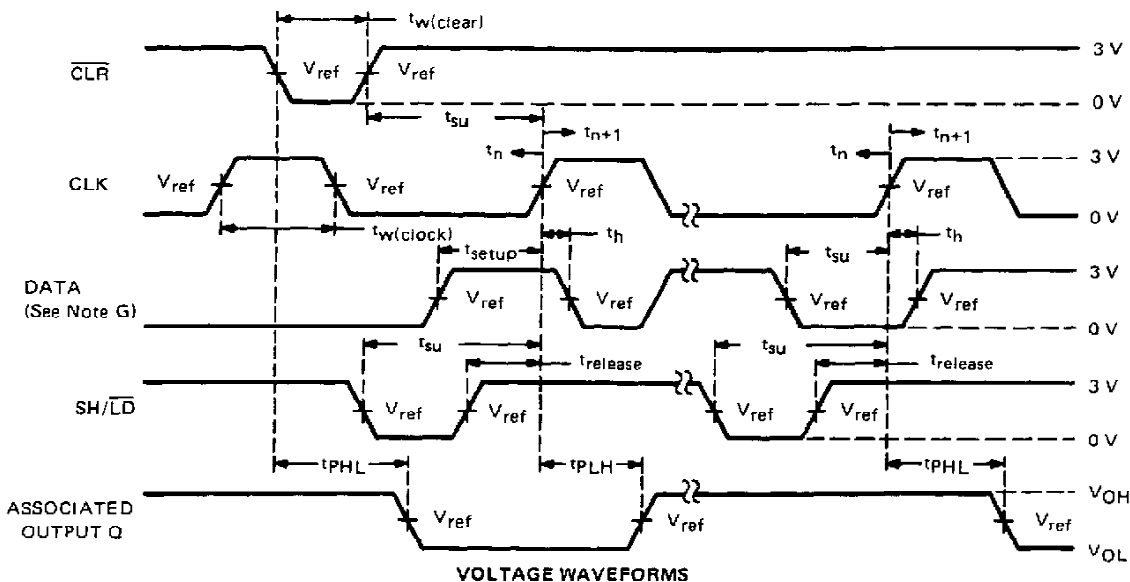 tw(clear)
CLR Vref Vref 3 V
0 V
tsu
tn tn+1 tn tn+1
CLK Vref Vref Vref Vref 3 V
0 V
tw(clock) tsetup th tsu th
DATA
(See Note G) Vref Vref Vref Vref 3 V
0 V
tsu trelease tsu trelease
SH/LD Vref Vref Vref Vref 3 V
0 V
tPHL tPLH tPHL
ASSOCIATED
OUTPUT Q Vref Vref Vref VOH
VOL
VOLTAGE WAVEFORMS